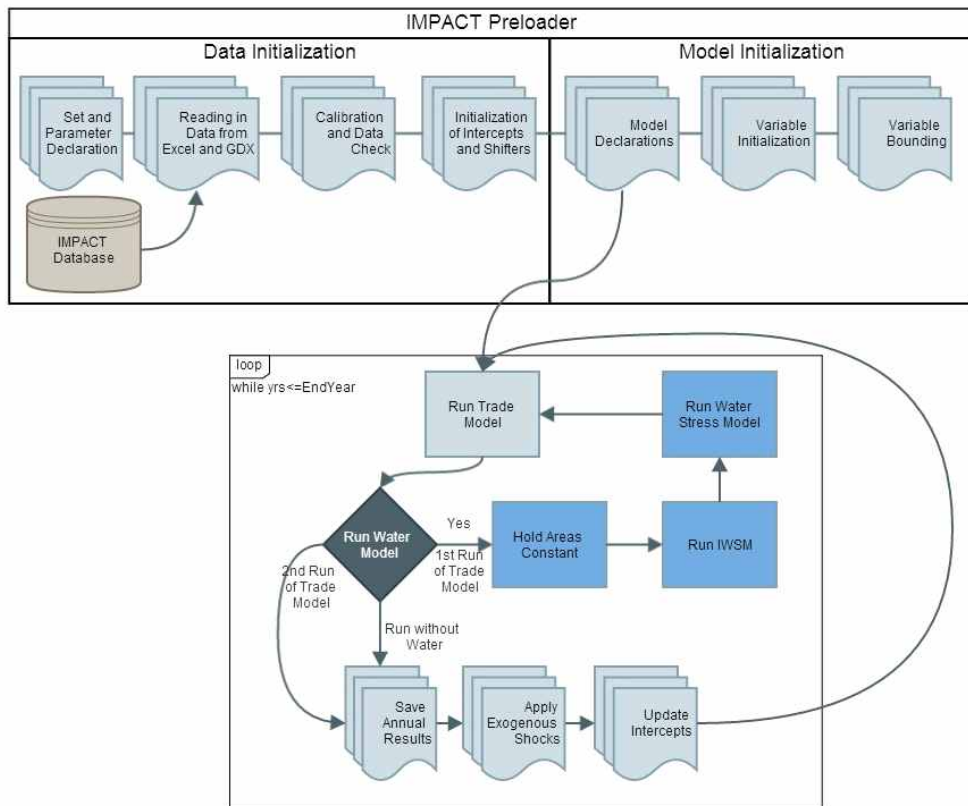 IMPACT Preloader
Data Initialization
Model Initialization
Set and
Parameter
Declaration
Reading in
Data from
Excel and GDX
Calibration
and Data
Check
Initialization
of Intercepts
and Shifters
Model
Declarations
Variable
Initialization
Variable
Bounding
IMPACT
Database
loop
while yrs<=EndYear
Run Trade
Model
Run Water
Stress Model
Run Water
Model
Yes
1st Run
of Trade
Model
Hold Areas
Constant
Run IWSM
2nd Run
of Trade
Model
Run without
Water
Save
Annual
Results
Apply
Exogenous
Shocks
Update
Intercepts